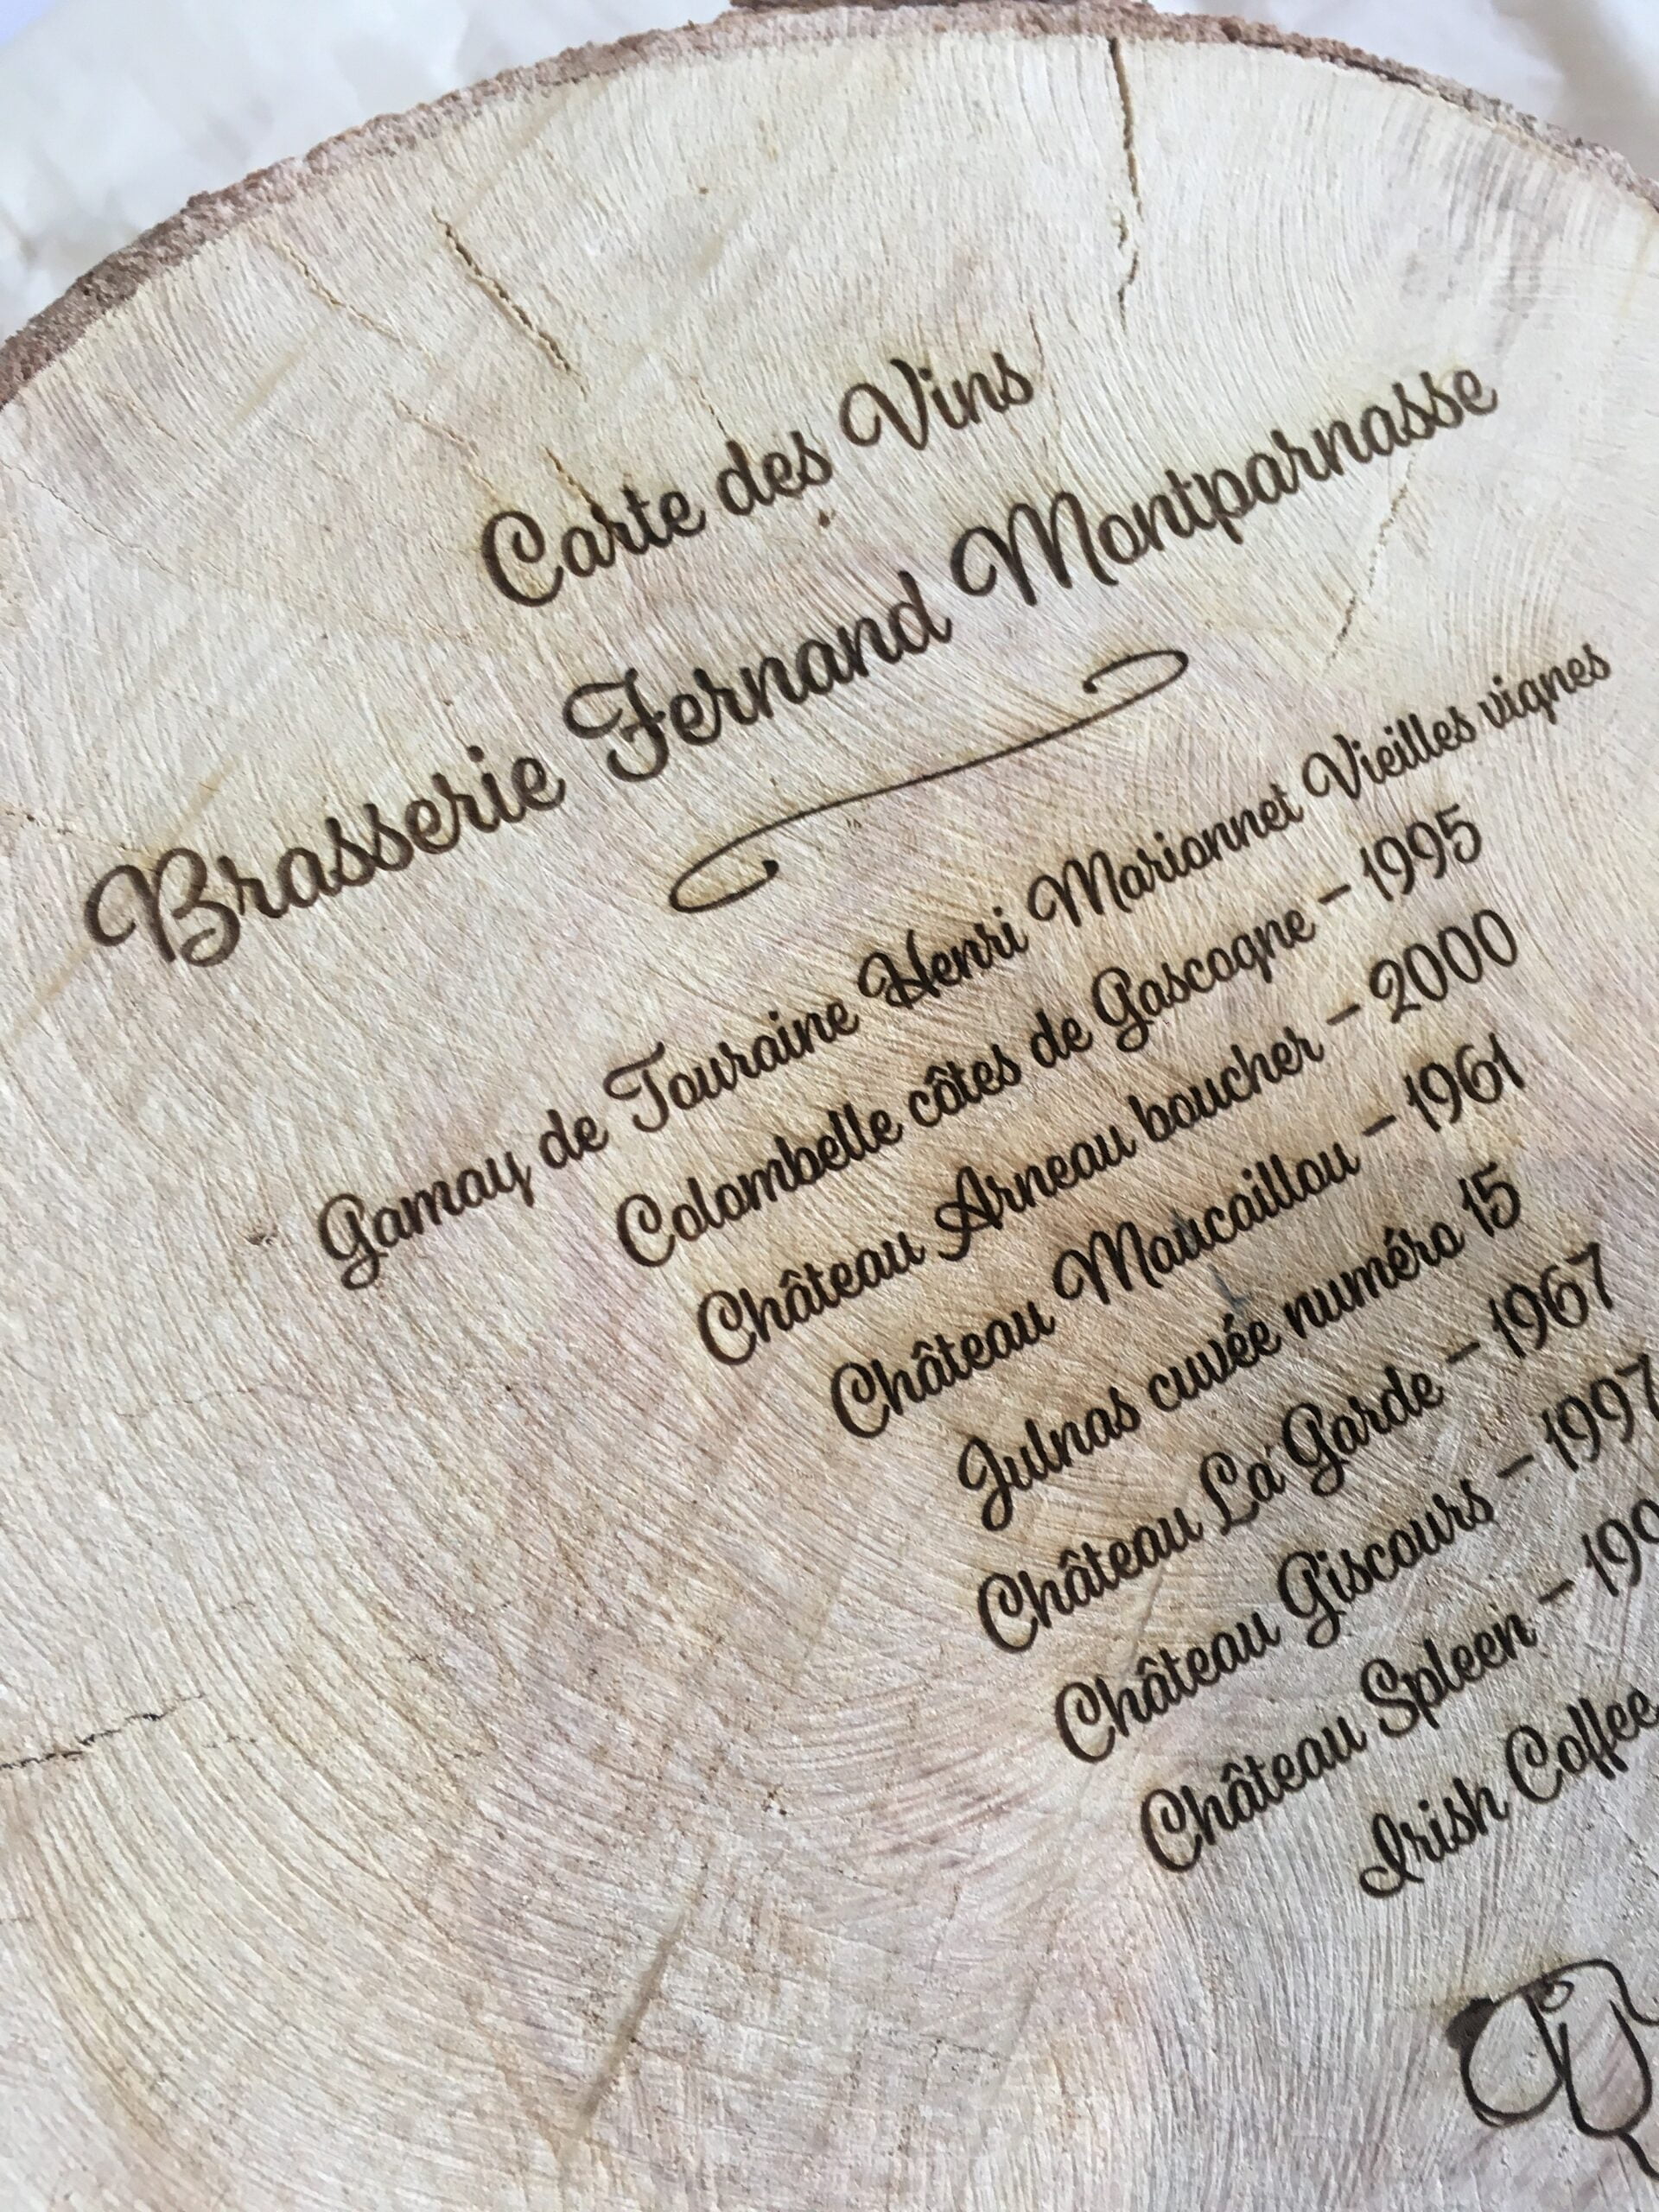 Carte des Vins
Brasserie Fernand Montparnasse
Gamay de Touraine Henri Marionnet Vieilles vignes
Colombelle côtes de Gascogne – 1995
Château Arneau boucher – 2000
Château Maucaillou – 1961
Julnas cuvée numéro 15
Château La Garde – 1967
Château Giscours – 1997
Château Spleen –
Irish Coffee